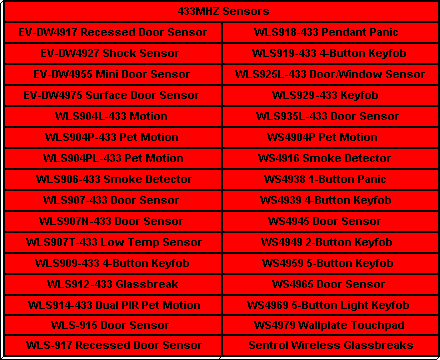 433MHZ Sensors
EV-DW4917 Recessed Door Sensor WLS918-433 Pendant Panic
EV-DW4927 Shock Sensor WLS919-433 4-Button Keyfob
EV-DW4955 Mini Door Sensor WLS925L-433 Door/Window Sensor
EV-DW4975 Surface Door Sensor WLS929-433 Keyfob
WLS904L-433 Motion WLS935L-433 Door Sensor
WLS904P-433 Pet Motion WS4904P Pet Motion
WLS904PL-433 Pet Motion WS4916 Smoke Detector
WLS906-433 Smoke Detector WS4938 1-Button Panic
WLS907-433 Door Sensor WS4939 4-Button Keyfob
WLS907N-433 Door Sensor WS4945 Door Sensor
WLS907T-433 Low Temp Sensor WS4949 2-Button Keyfob
WLS909-433 4-Button Keyfob WS4959 5-Button Keyfob
WLS912-433 Glassbreak WS4965 Door Sensor
WLS914-433 Dual PIR Pet Motion WS4969 5-Button Light Keyfob
WLS-915 Door Sensor WS4979 Wallplate Touchpad
WLS-917 Recessed Door Sensor Sentrol Wireless Glassbreaks